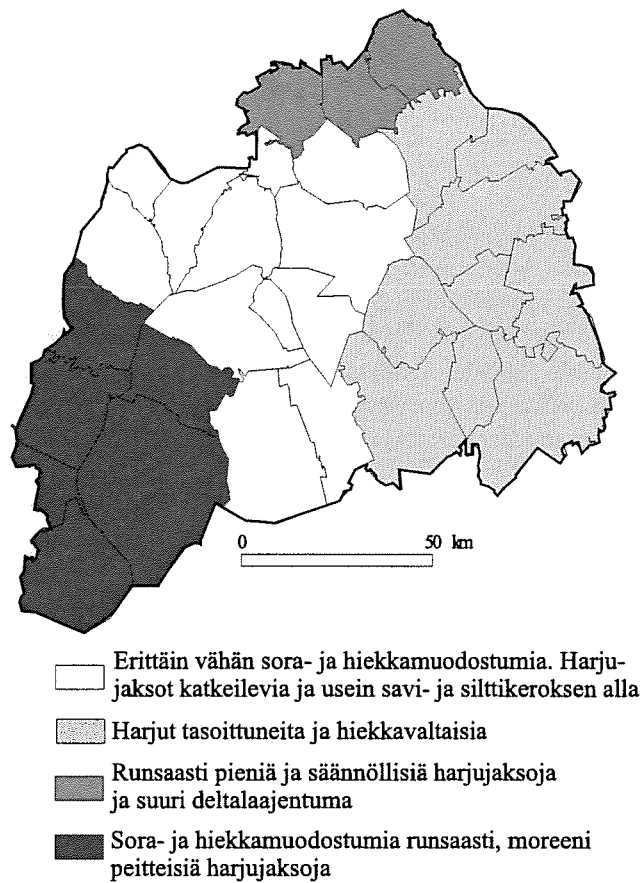 0 50 km
Erittäin vähän sora- ja hiekkamuodostumia. Harju-
jaksot katkeilevia ja usein savi- ja silttikeroksen alla
Harjut tasoittuneita ja hiekkavaltaisia
Runsaasti pieniä ja säännöllisiä harjujaksoja
ja suuri deltalaajentuma
Sora- ja hiekkamuodostumia runsaasti, moreeni
peitteisiä harjujaksoja